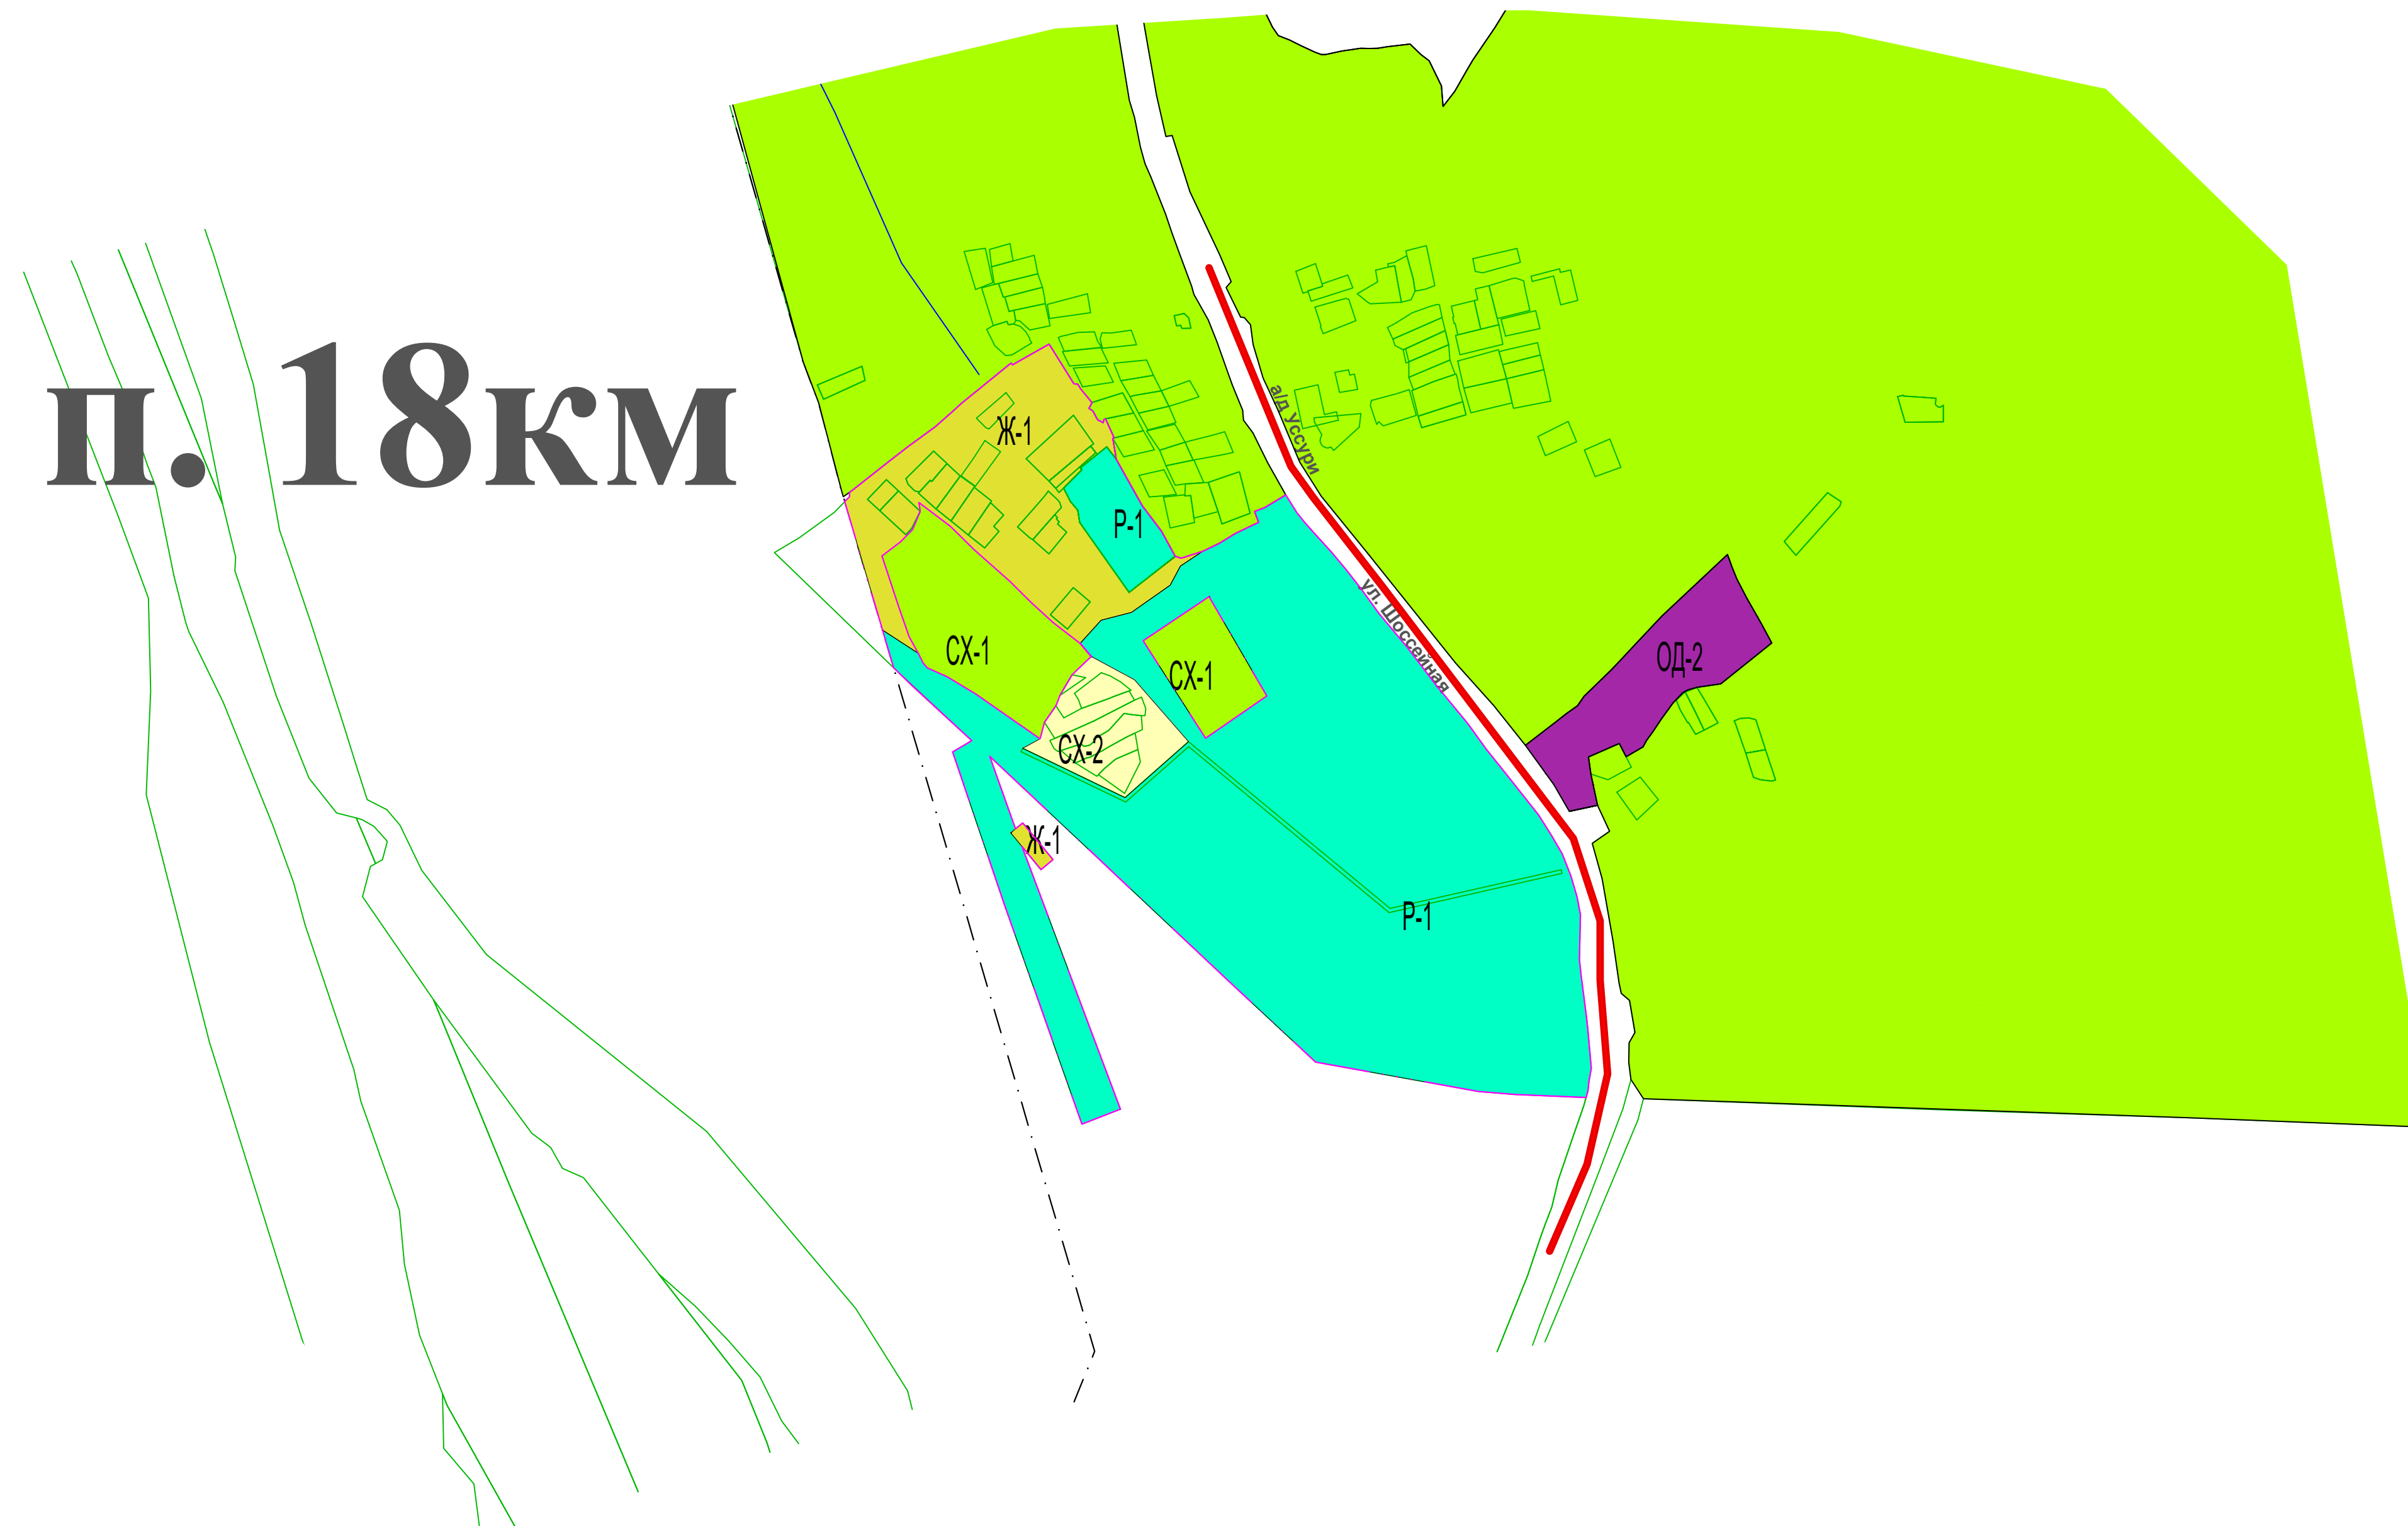 п. 18км
а/д Уссури
Ж-1
Р-1
ул. Шоссейная
СХ-1
СХ-1
ОД-2
СХ-2
Ж-1
Р-1